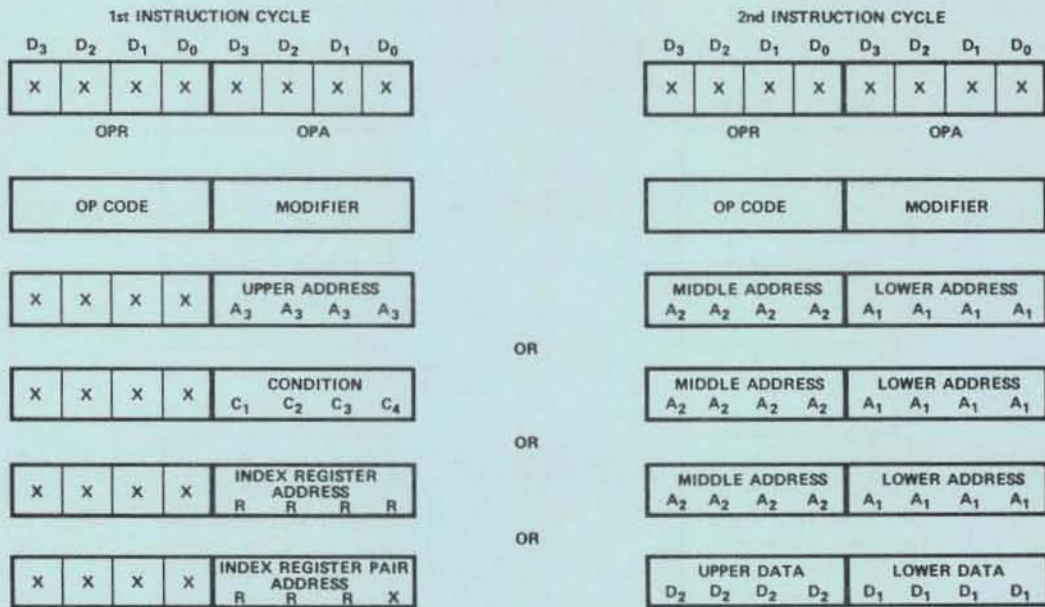 1st INSTRUCTION CYCLE 2nd INSTRUCTION CYCLE
D3 D2 D1 D0 D3 D2 D1 D0 D3 D2 D1 D0 D3 D2 D1 D0
X X X X X X X X X X X X X X X X
OPR OPA OPR OPA
OP CODE MODIFIER OP CODE MODIFIER
X X X X UPPER ADDRESS MIDDLE ADDRESS LOWER ADDRESS
A3 A3 A3 A3 A2 A2 A2 A2 A1 A1 A1 A1
OR
X X X X CONDITION MIDDLE ADDRESS LOWER ADDRESS
C1 C2 C3 C4 A2 A2 A2 A2 A1 A1 A1 A1
OR
X X X X INDEX REGISTER MIDDLE ADDRESS LOWER ADDRESS
ADDRESS
R R R R A2 A2 A2 A2 A1 A1 A1 A1
OR
X X X X INDEX REGISTER PAIR UPPER DATA LOWER DATA
ADDRESS
R R R X D2 D2 D2 D2 D1 D1 D1 D1